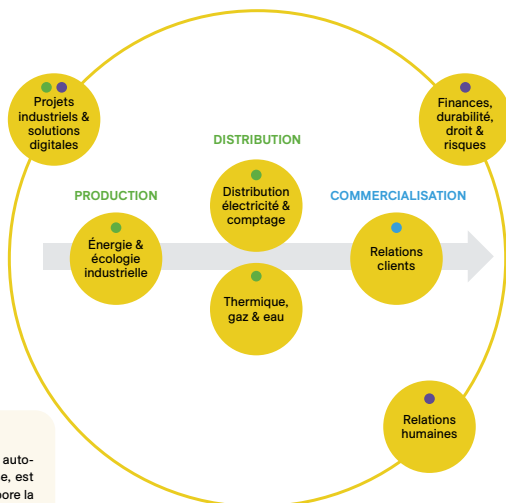 Projets
industriels &
solutions
digitales
Finances,
durabilité,
droit &
risques
DISTRIBUTION
PRODUCTION
Distribution
électricité &
comptage
COMMERCIALISATION
Énergie &
écologie
industrielle
Relations
clients
Thermique,
gaz & eau
Relations
humaines
auto-
e, est
pore la